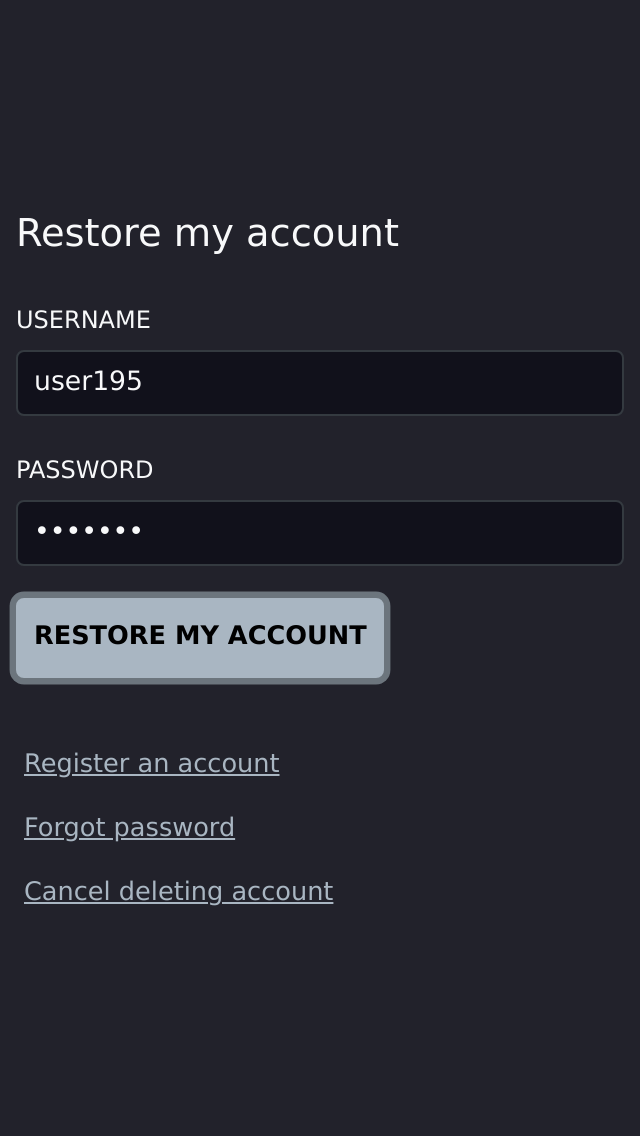 Restore my account
USERNAME
user195
PASSWORD
•••••••
RESTORE MY ACCOUNT
Register an account
Forgot password
Cancel deleting account